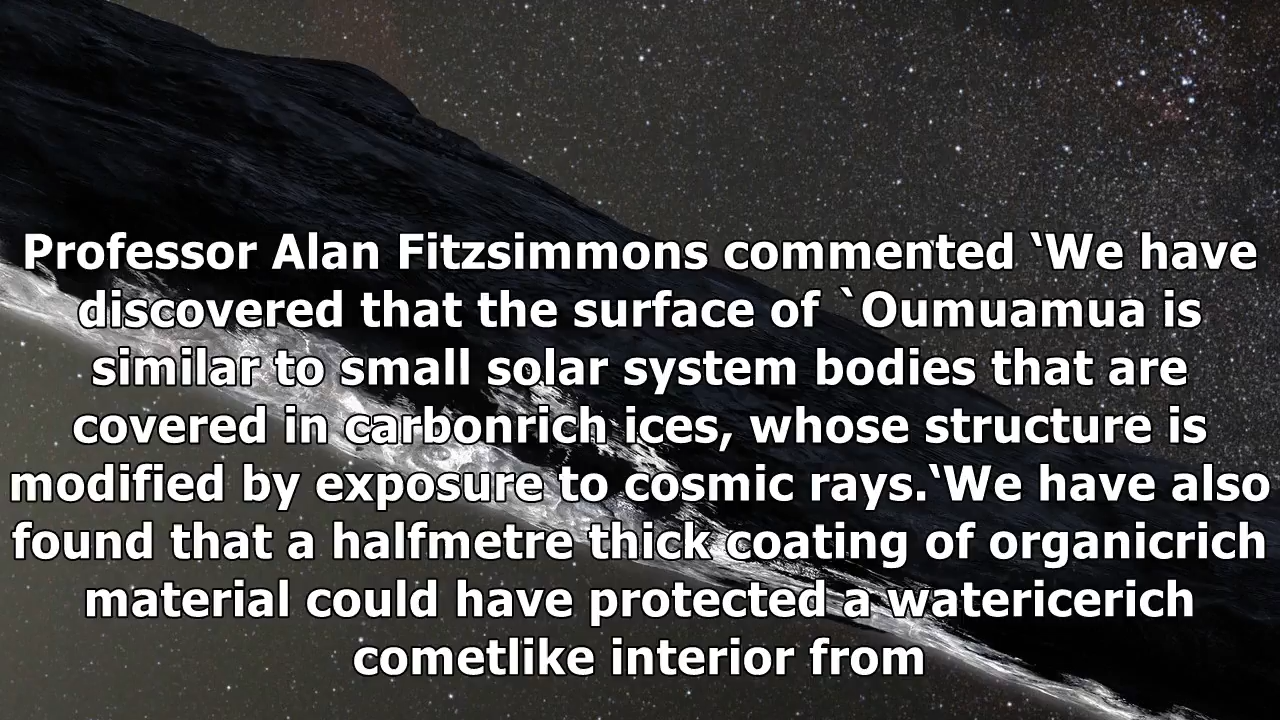 Professor Alan Fitzsimmons commented ‘We have
discovered that the surface of `Oumuamua is
similar to small solar system bodies that are
covered in carbonrich ices, whose structure is
modified by exposure to cosmic rays.‘We have also
found that a halfmetre thick coating of organicrich
material could have protected a watericerich
cometlike interior from